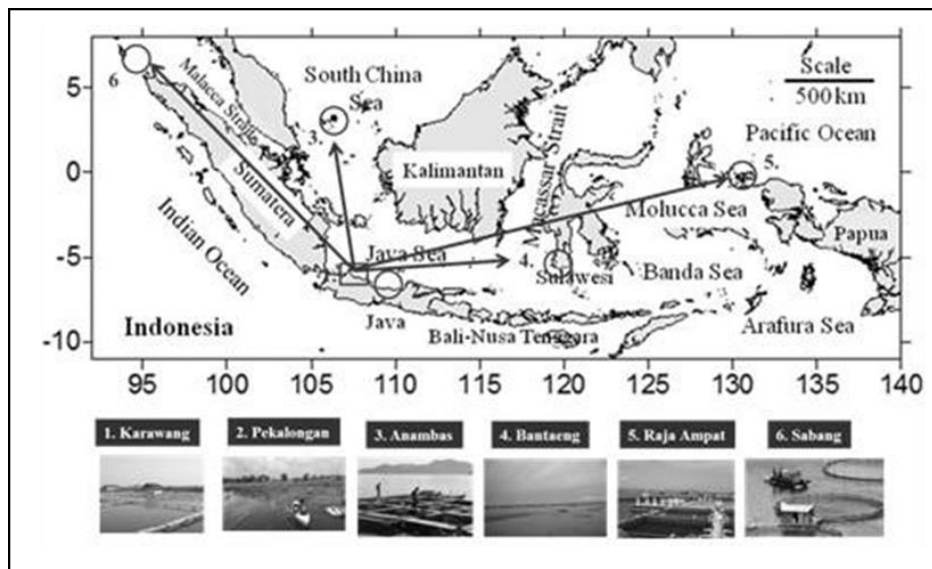 South China
Sea
Scale
500 km
Pacific Ocean
6
Malacca Strait
3.
5.
Kalimantan
Macassar Strait
Sumatera
Molucca Sea
Papua
Indian Ocean
Java Sea
4.
Sulawesi
Banda Sea
Indonesia
Java
Bali-Nusa Tenggara
Arafura Sea
5
0
-5
-10
95
100
105
110
115
120
125
130
135
140
1. Karawang
2. Pekalongan
3. Anambas
4. Bantaeng
5. Raja Ampat
6. Sabang